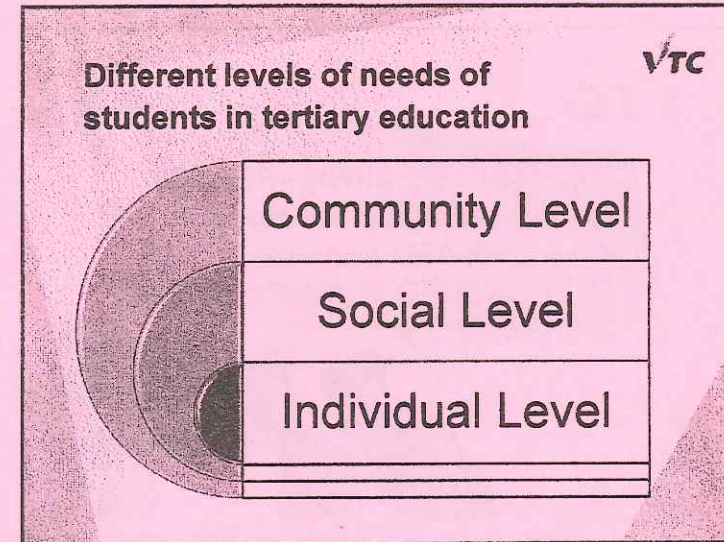 Different levels of needs of
students in tertiary education
VTC
Community Level
Social Level
Individual Level